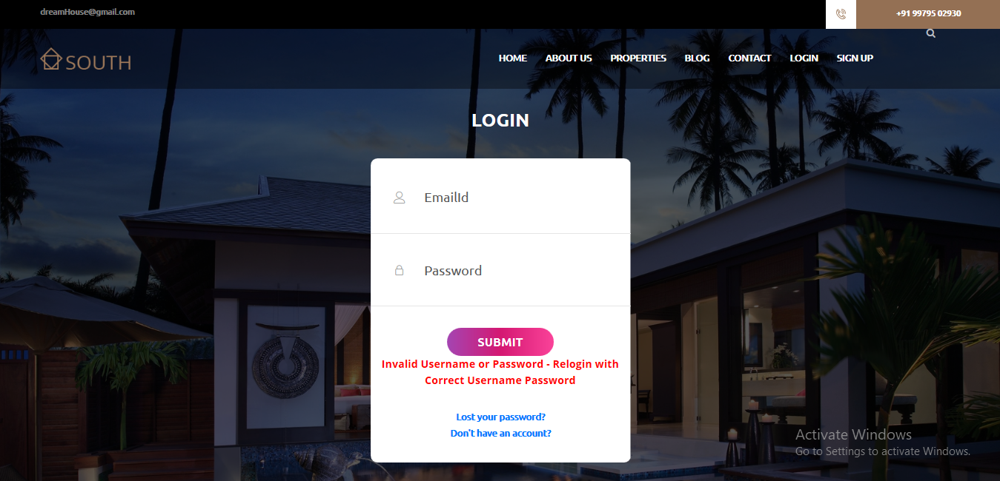 dreamHouse@gmail.com
+91 99795 02930
SOUTH
HOME ABOUT US PROPERTIES BLOG CONTACT LOGIN SIGN UP
LOGIN
EmailId
Password
SUBMIT
Invalid Username or Password - Relogin with
Correct Username Password
Lost your password?
Don't have an account?
Activate Windows
Go to Settings to activate Windows.